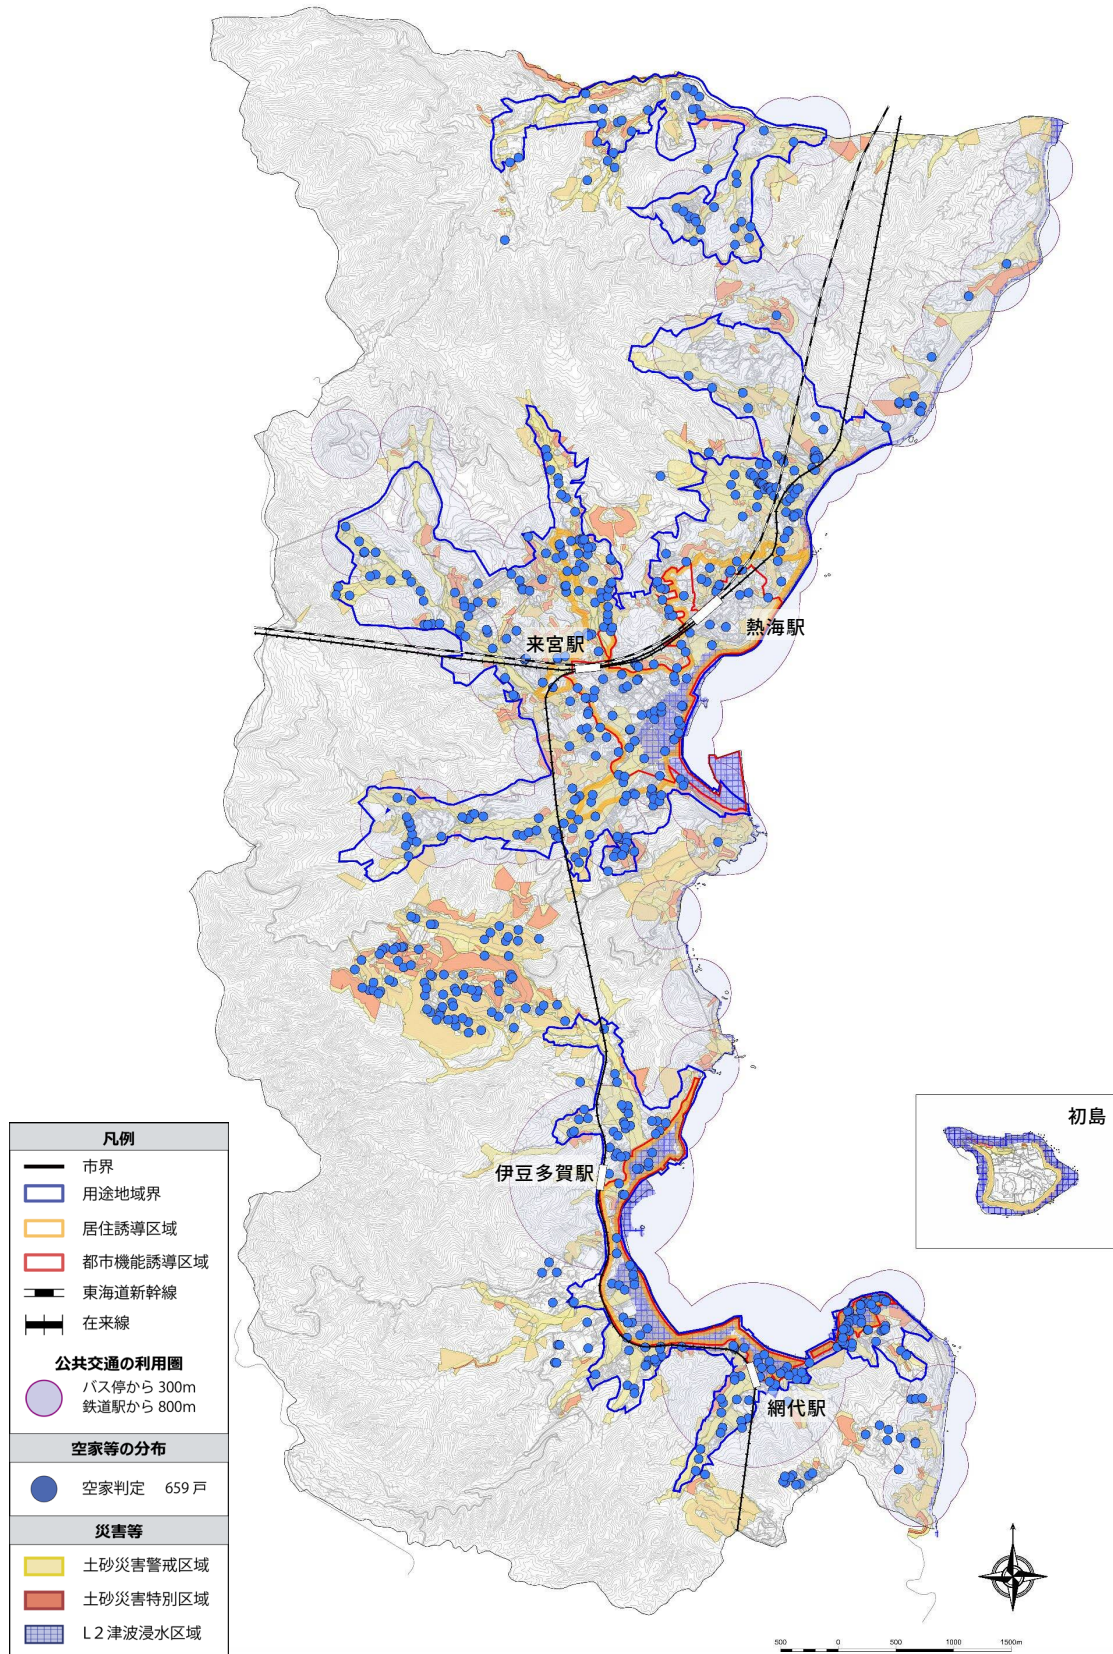 来宮駅
熱海駅
伊豆多賀駅
網代駅
初島
凡例
市界
用途地域界
居住誘導区域
都市機能誘導区域
東海道新幹線
在来線
公共交通の利用圏
バス停から 300m
鉄道駅から 800m
空家等の分布
空家判定 659 戸
災害等
土砂災害警戒区域
土砂災害特別区域
L2津波浸水区域
500 0 500 1000 1500m